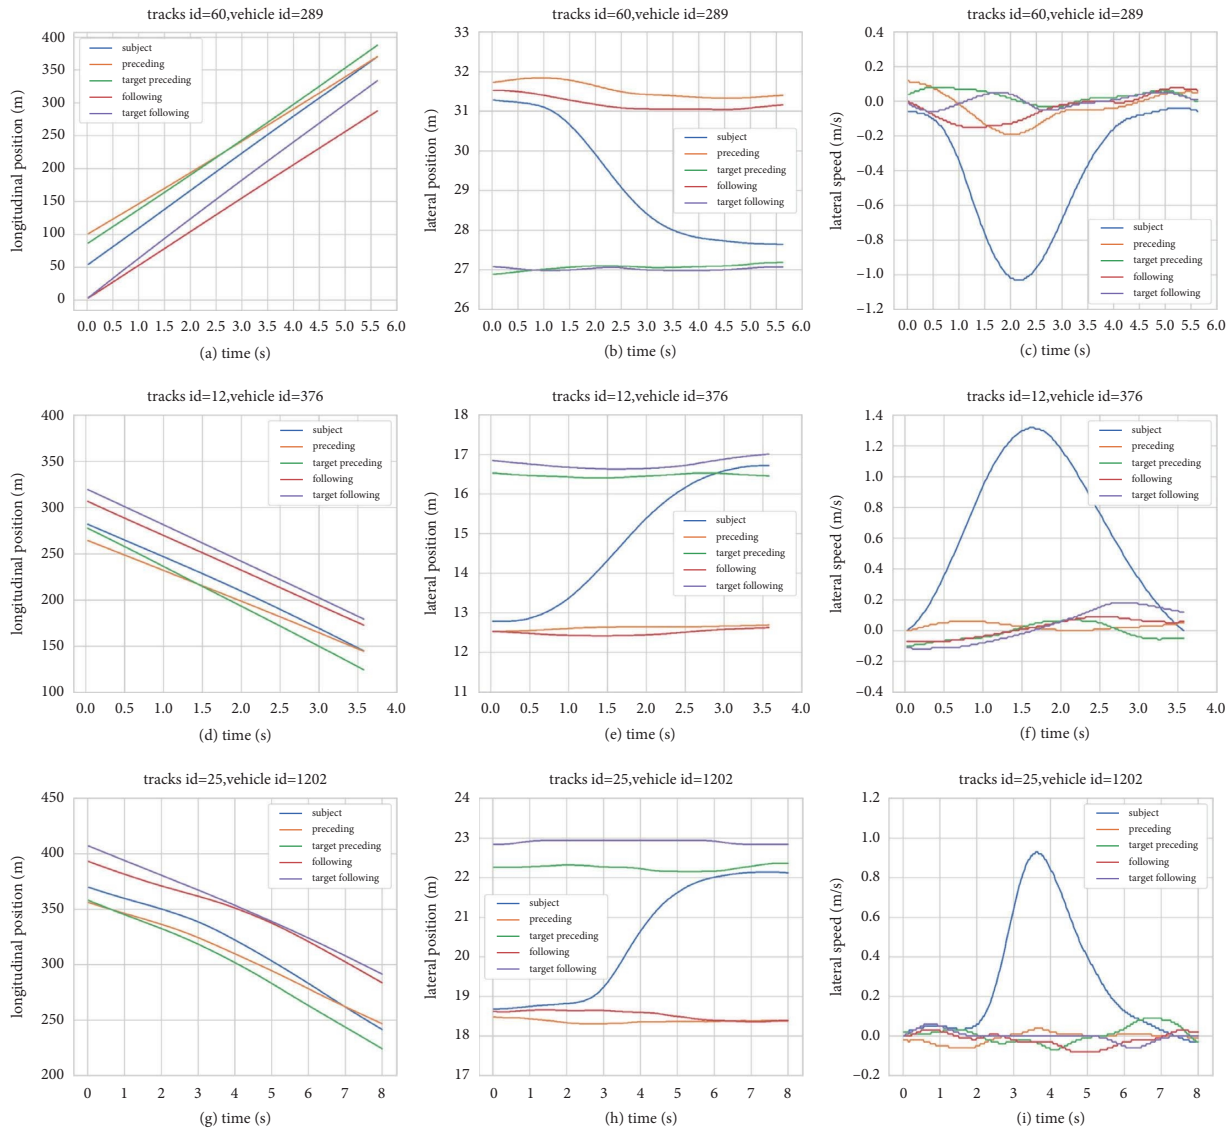 tracks id=60,vehicle id=289
longitudinal position (m)
400
350
300
250
200
150
100
50
0
subject
preceding
target preceding
following
target following
0.0 0.5 1.0 1.5 2.0 2.5 3.0 3.5 4.0 4.5 5.0 5.5 6.0
(a) time (s)
tracks id=60,vehicle id=289
lateral position (m)
33
32
31
30
29
28
27
26
subject
preceding
target preceding
following
target following
0.0 0.5 1.0 1.5 2.0 2.5 3.0 3.5 4.0 4.5 5.0 5.5 6.0
(b) time (s)
tracks id=60,vehicle id=289
lateral speed (m/s)
0.4
0.2
0.0
−0.2
−0.4
−0.6
−0.8
−1.0
−1.2
subject
preceding
target preceding
following
target following
0.0 0.5 1.0 1.5 2.0 2.5 3.0 3.5 4.0 4.5 5.0 5.5 6.0
(c) time (s)
tracks id=12,vehicle id=376
longitudinal position (m)
400
350
300
250
200
150
100
subject
preceding
target preceding
following
target following
0.0 0.5 1.0 1.5 2.0 2.5 3.0 3.5 4.0
(d) time (s)
tracks id=12,vehicle id=376
lateral position (m)
18
17
16
15
14
13
12
11
subject
preceding
target preceding
following
target following
0.0 0.5 1.0 1.5 2.0 2.5 3.0 3.5 4.0
(e) time (s)
tracks id=12,vehicle id=376
lateral speed (m/s)
1.4
1.2
1.0
0.8
0.6
0.4
0.2
0.0
−0.2
−0.4
subject
preceding
target preceding
following
target following
0.0 0.5 1.0 1.5 2.0 2.5 3.0 3.5 4.0
(f) time (s)
tracks id=25,vehicle id=1202
longitudinal position (m)
450
400
350
300
250
200
subject
preceding
target preceding
following
target following
0 1 2 3 4 5 6 7 8
(g) time (s)
tracks id=25,vehicle id=1202
lateral position (m)
24
23
22
21
20
19
18
17
subject
preceding
target preceding
following
target following
0 1 2 3 4 5 6 7 8
(h) time (s)
tracks id=25,vehicle id=1202
lateral speed (m/s)
1.2
1.0
0.8
0.6
0.4
0.2
0.0
−0.2
subject
preceding
target preceding
following
target following
0 1 2 3 4 5 6 7 8
(i) time (s)